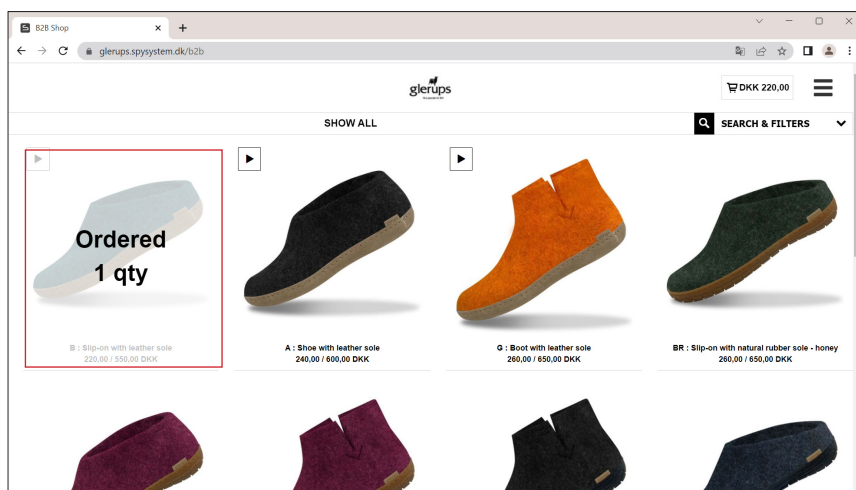 B2B Shop
glerups.spysystem.dk/b2b
glerups
DKK 220,00
SHOW ALL
SEARCH & FILTERS
Ordered
1 qty
B : Slip-on with leather sole
220,00 / 550,00 DKK
A : Shoe with leather sole
240,00 / 600,00 DKK
G : Boot with leather sole
260,00 / 650,00 DKK
BR : Slip-on with natural rubber sole - honey
260,00 / 650,00 DKK